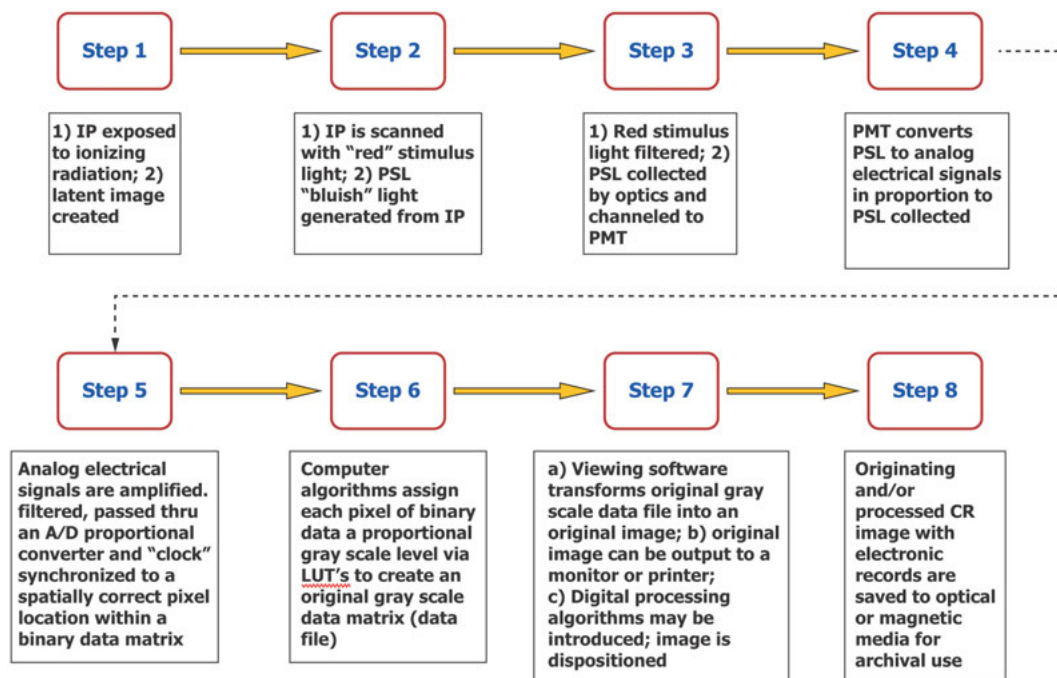 Step 1
Step 2
Step 3
Step 4
1) IP exposed
to ionizing
radiation; 2)
latent image
created
1) IP is scanned
with “red” stimulus
light; 2) PSL
“bluish” light
generated from IP
1) Red stimulus
light filtered; 2)
PSL collected
by optics and
channeled to
PMT
PMT converts
PSL to analog
electrical signals
in proportion to
PSL collected
Step 5
Step 6
Step 7
Step 8
Analog electrical
signals are amplified.
filtered, passed thru
an A/D proportional
converter and “clock”
synchronized to a
spatially correct pixel
location within a
binary data matrix
Computer
algorithms assign
each pixel of binary
data a proportional
gray scale level via
LUT’s to create an
original gray scale
data matrix (data
file)
a) Viewing software
transforms original gray
scale data file into an
original image; b) original
image can be output to a
monitor or printer;
c) Digital processing
algorithms may be
introduced; image is
dispositioned
Originating
and/or
processed CR
image with
electronic
records are
saved to optical
or magnetic
media for
archival use